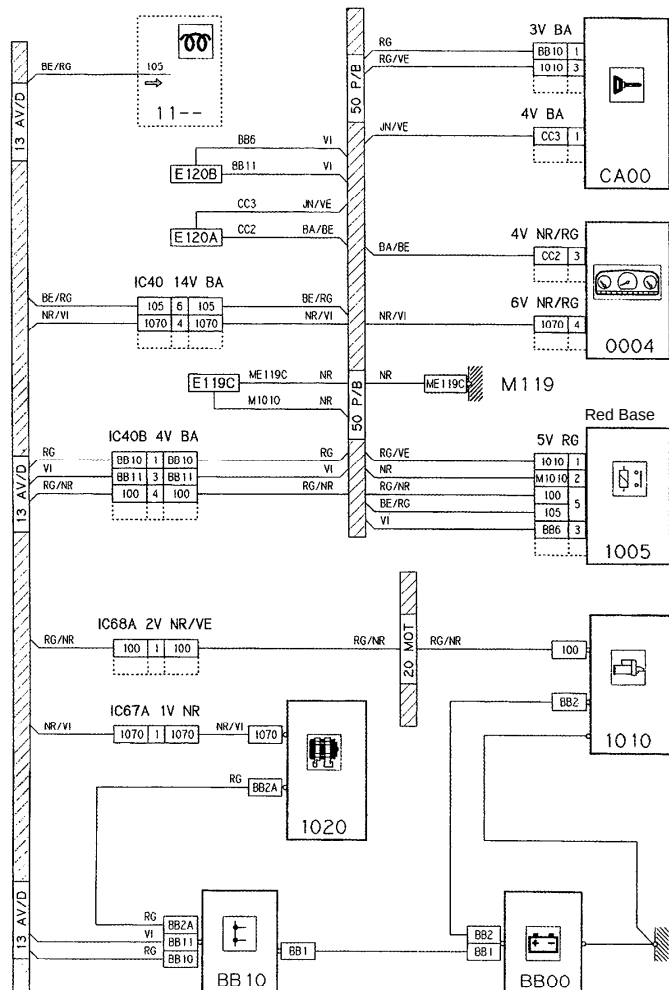 3V BA
BE/RG
105
RG
BB10 1
RG/VE
1010 3
11--
13 AV/D
50 P/B
4V BA
JN/VE
CC3 1
BB6 VI
BB11 VI
E120B
CA00
CC3 JN/VE
E120A
CC2 BA/BE
4V NR/RG
BA/BE
CC2 3
IC40 14V BA
BE/RG
105 6 105
BE/RG
6V NR/RG
NR/VI
1070 4 1070
NR/VI
NR/VI
1070 4
0004
ME119C NR
E119C
NR
ME119C
M119
M1010 NR
50 P/B
Red Base
IC40B 4V BA
5V RG
RG
BB10 1 BB10
RG
RG/VE
1010 1
VI
BB11 3 BB11
VI
NR
M1010 2
RG/NR
100 4 100
RG/NR
RG/NR
100
5
BE/RG
105
VI
BB6 3
13 AV/D
1005
IC68A 2V NR/VE
RG/NR
100 1 100
RG/NR
20 MOT
RG/NR
100
IC67A 1V NR
BB2
NR/VI
1070 1 1070
NR/VI
1070
1010
RG
BB2A
1020
13 AV/D
RG
BB2A
VI
BB11
RG
BB10
BB1
BB2
BB1
BB10
BB00